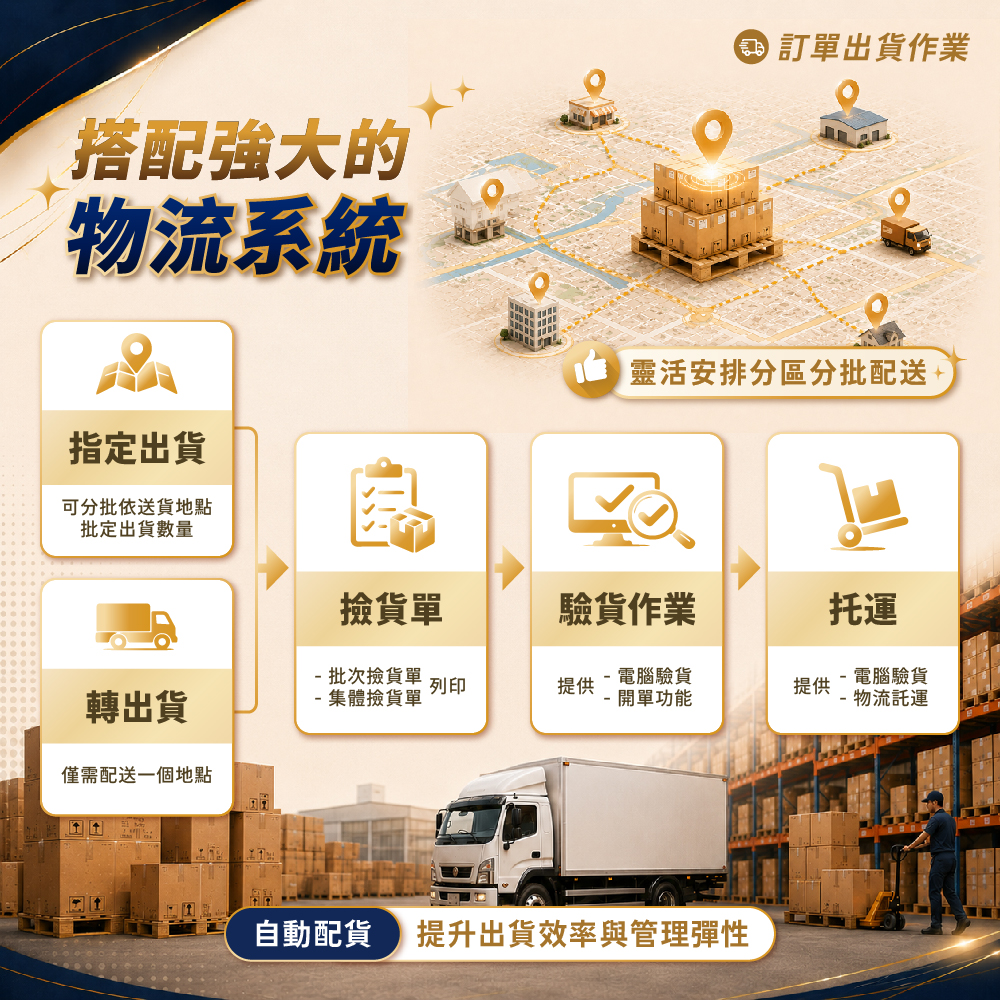 訂單出貨作業
搭配強大的
物流系統
靈活安排分區分批配送
指定出貨
可分批依送貨地點
批定出貨數量
轉出貨
僅需配送一個地點
撿貨單
- 批次撿貨單
- 集體撿貨單
列印
驗貨作業
提供
- 電腦驗貨
- 開單功能
托運
提供
- 電腦驗貨
- 物流託運
自動配貨
提升出貨效率與管理彈性